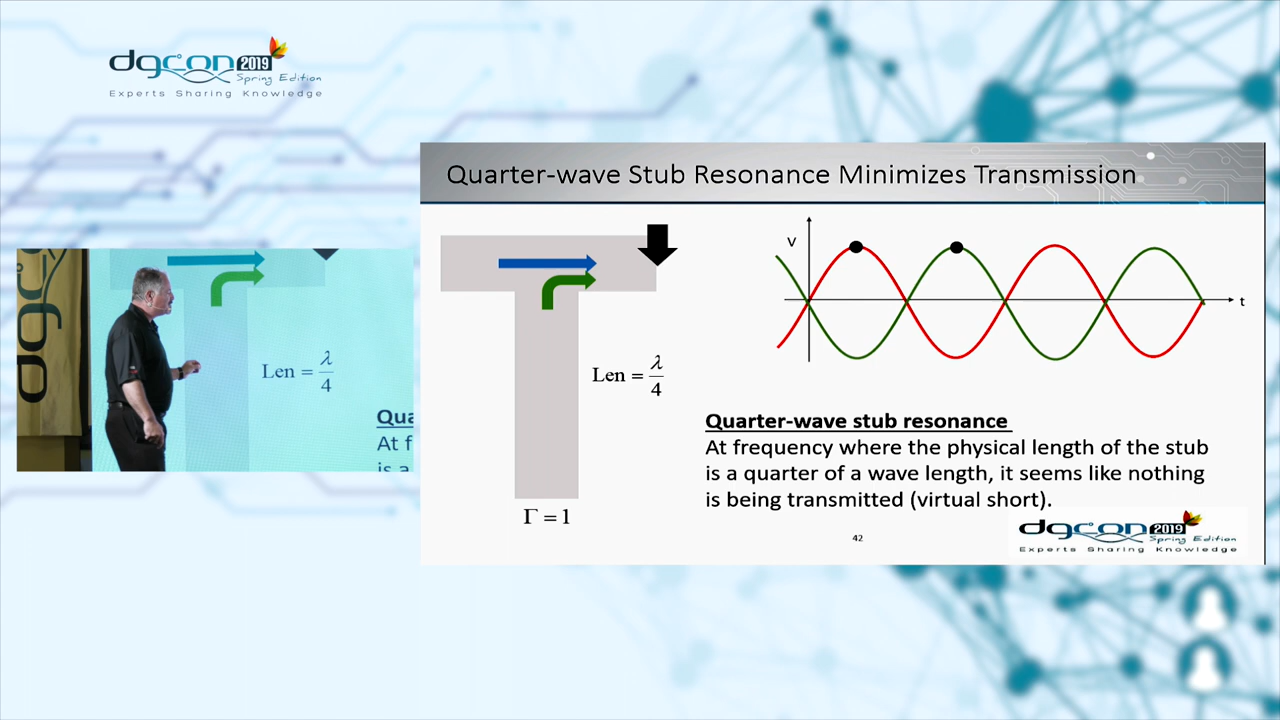 dgcon 2019
Spring Edition
Experts Sharing Knowledge
Quarter-wave Stub Resonance Minimizes Transmission
V
t
Len = λ/4
Quarter-wave stub resonance
At frequency where the physical length of the stub
is a quarter of a wave length, it seems like nothing
is being transmitted (virtual short).
Γ = 1
42
dgcon 2019
Spring Edition
Experts Sharing Knowledge
dgc
Len = λ/4
Qua
At f
is a